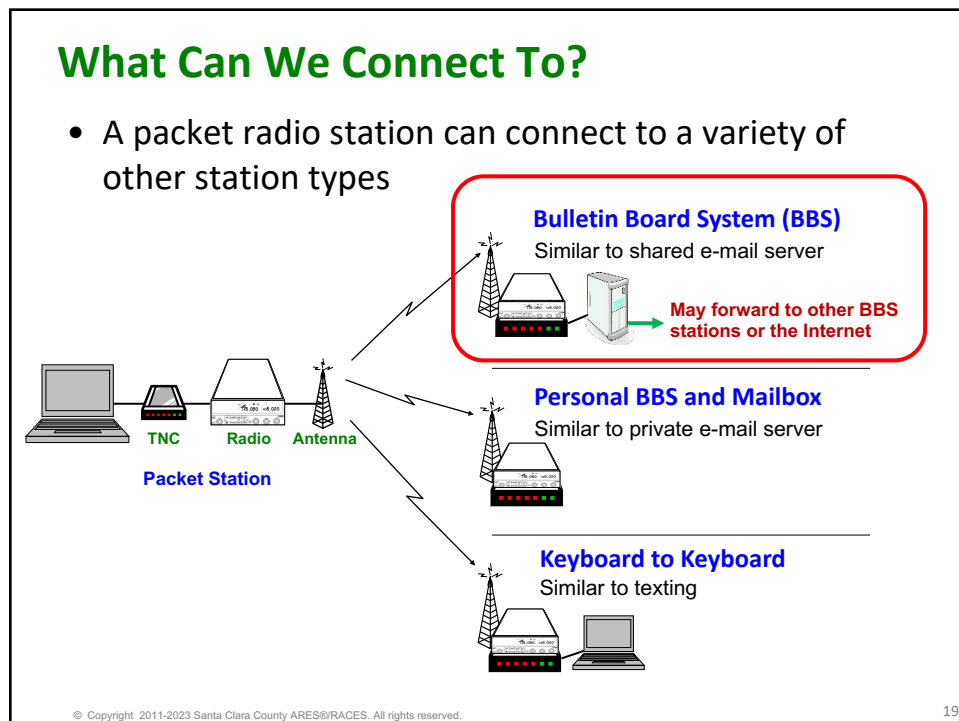 What Can We Connect To?
• A packet radio station can connect to a variety of
other station types
Bulletin Board System (BBS)
Similar to shared e-mail server
May forward to other BBS
stations or the Internet
Personal BBS and Mailbox
Similar to private e-mail server
TNC Radio Antenna
Packet Station
Keyboard to Keyboard
Similar to texting
© Copyright 2011-2023 Santa Clara County ARES®/RACES. All rights reserved.
19